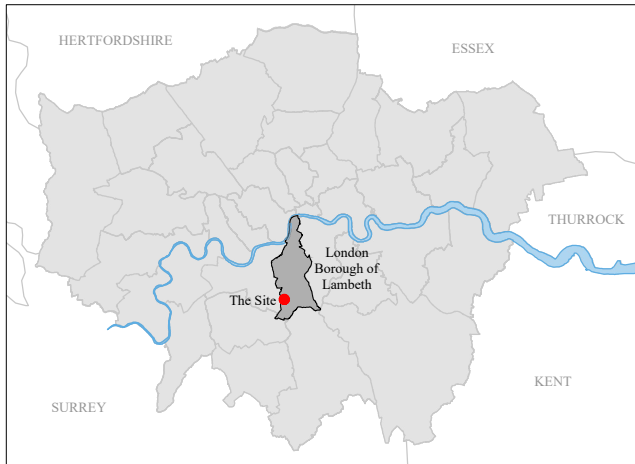 HERTFORDSHIRE
ESSEX
THURROCK
London
Borough of
Lambeth
The Site
KENT
SURREY